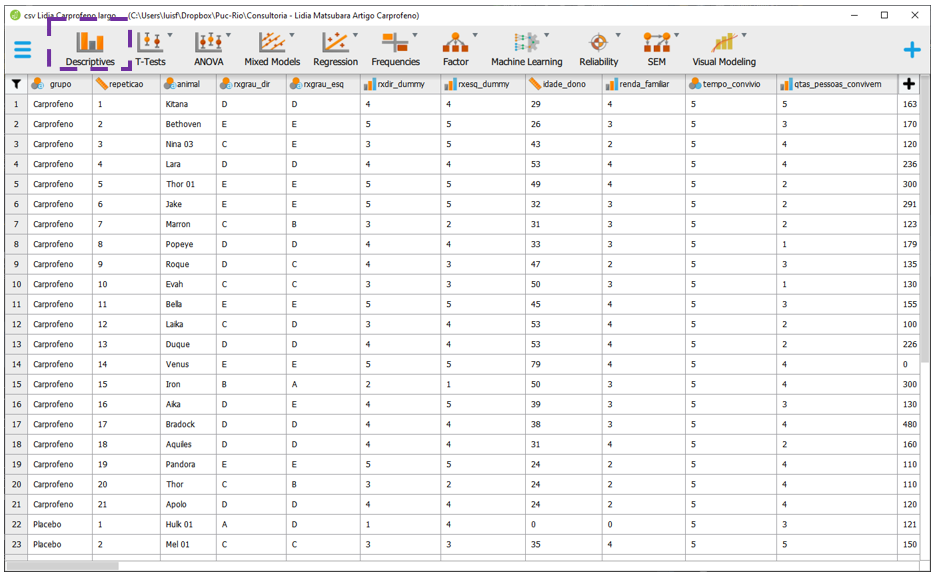 csv Lidia Carprofeno largo... (C:\Users\luisf\Dropbox\Puc-Rio\Consultoria - Lidia Matsubara Artigo Carprofeno)
Descriptives T-Tests ANOVA Mixed Models Regression Frequencies Factor Machine Learning Reliability SEM Visual Modeling
grupo repeticao animal rxgrau_dir rxgrau_esq rxdir_dummy rxesq_dummy idade_dono renda_familiar tempo_convivio qtas_pessoas_convivem
1 Carprofeno 1 Kitana D D 4 4 29 4 5 5 163
2 Carprofeno 2 Bethoven E E 5 5 26 3 5 3 170
3 Carprofeno 3 Nina 03 C E 3 5 43 2 5 4 120
4 Carprofeno 4 Lara D D 4 4 53 4 5 4 236
5 Carprofeno 5 Thor 01 E E 5 5 49 4 5 2 300
6 Carprofeno 6 Jake E E 5 5 32 3 5 2 291
7 Carprofeno 7 Marron C B 3 2 31 3 5 2 123
8 Carprofeno 8 Popeye D D 4 4 33 3 5 1 179
9 Carprofeno 9 Roque D C 4 3 47 2 5 3 135
10 Carprofeno 10 Evah C C 3 3 50 3 5 1 130
11 Carprofeno 11 Bella E E 5 5 45 4 5 3 155
12 Carprofeno 12 Laika C D 3 4 53 4 5 2 100
13 Carprofeno 13 Duque D D 4 4 53 4 5 2 226
14 Carprofeno 14 Venus E E 5 5 79 4 5 4 0
15 Carprofeno 15 Iron B A 2 1 50 3 5 4 300
16 Carprofeno 16 Aika D E 4 5 39 3 5 3 130
17 Carprofeno 17 Bradock D D 4 4 38 3 5 4 480
18 Carprofeno 18 Aquiles D D 4 4 31 4 5 2 160
19 Carprofeno 19 Pandora E E 5 5 24 2 5 4 110
20 Carprofeno 20 Thor C B 3 2 24 2 5 4 110
21 Carprofeno 21 Apolo D D 4 4 24 2 5 4 120
22 Placebo 1 Hulk 01 A D 1 4 0 0 5 3 121
23 Placebo 2 Mel 01 C C 3 3 35 4 5 5 150